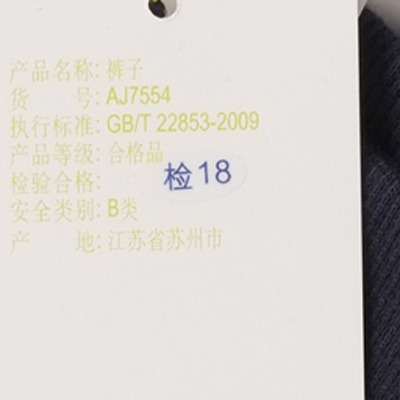 产品名称: 裤子
货 号: AJ7554
执行标准: GB/T 22853-2009
产品等级: 合格品
检验合格: 检18
安全类别: B类
产 地: 江苏省苏州市